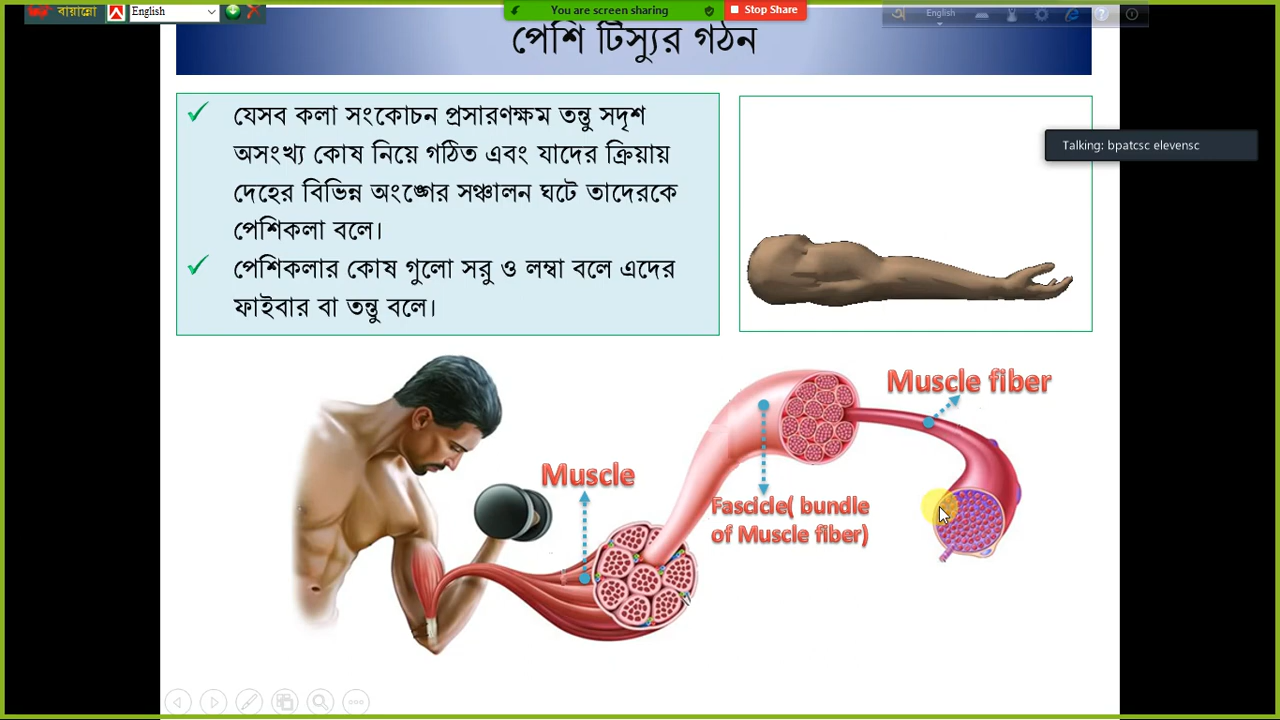 বায়ান্নো
English
You are screen sharing
Stop Share
English
পেশি টিস্যুর গঠন
যেসব কলা সংকোচন প্রসারণক্ষম তন্তু সদৃশ
অসংখ্য কোষ নিয়ে গঠিত এবং যাদের ক্রিয়ায়
দেহের বিভিন্ন অংঙ্গের সঞ্চালন ঘটে তাদেরকে
পেশিকলা বলে।
পেশিকলার কোষ গুলো সরু ও লম্বা বলে এদের
ফাইবার বা তন্তু বলে।
Talking: bpatcsc elevensc
Muscle fiber
Muscle
Fascicle( bundle
of Muscle fiber)